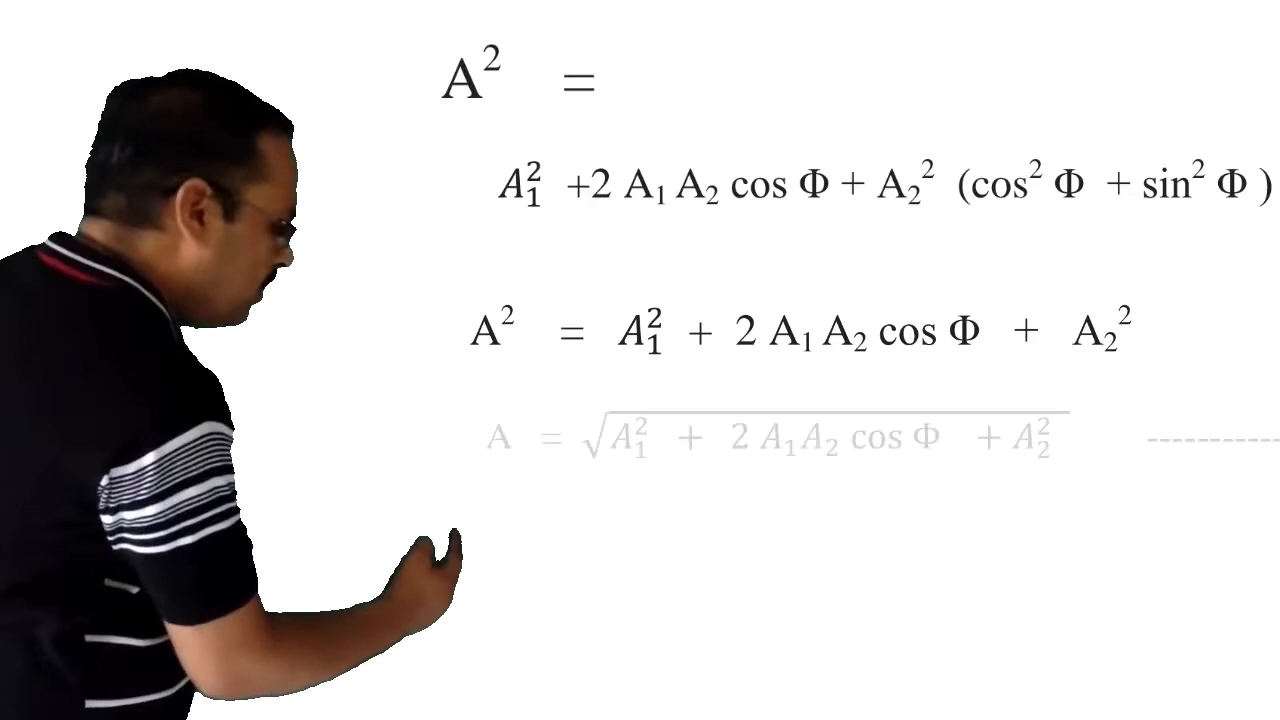 A² =
A₁² +2 A₁ A₂ cos Φ + A₂² (cos² Φ + sin² Φ )
A² = A₁² + 2 A₁ A₂ cos Φ + A₂²
A = √(A₁² + 2 A₁A₂ cos Φ + A₂²) -----------